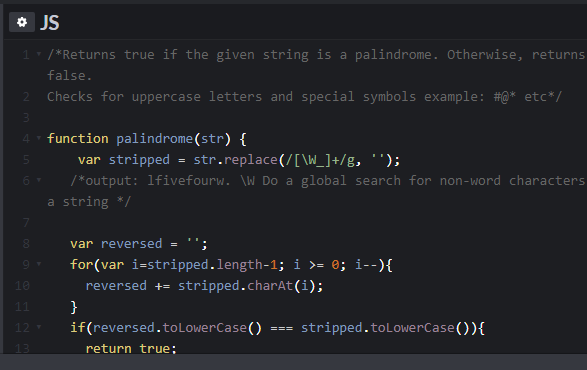 JS
1 /*Returns true if the given string is a palindrome. Otherwise, returns
false.
2 Checks for uppercase letters and special symbols example: #@* etc*/
3
4 function palindrome(str) {
5 var stripped = str.replace(/[\W_]+/g, '');
6 /*output: lfivefourw. \W Do a global search for non-word characters
a string */
7
8 var reversed = '';
9 for(var i=stripped.length-1; i >= 0; i--){
10 reversed += stripped.charAt(i);
11 }
12 if(reversed.toLowerCase() === stripped.toLowerCase()){
13 return true;